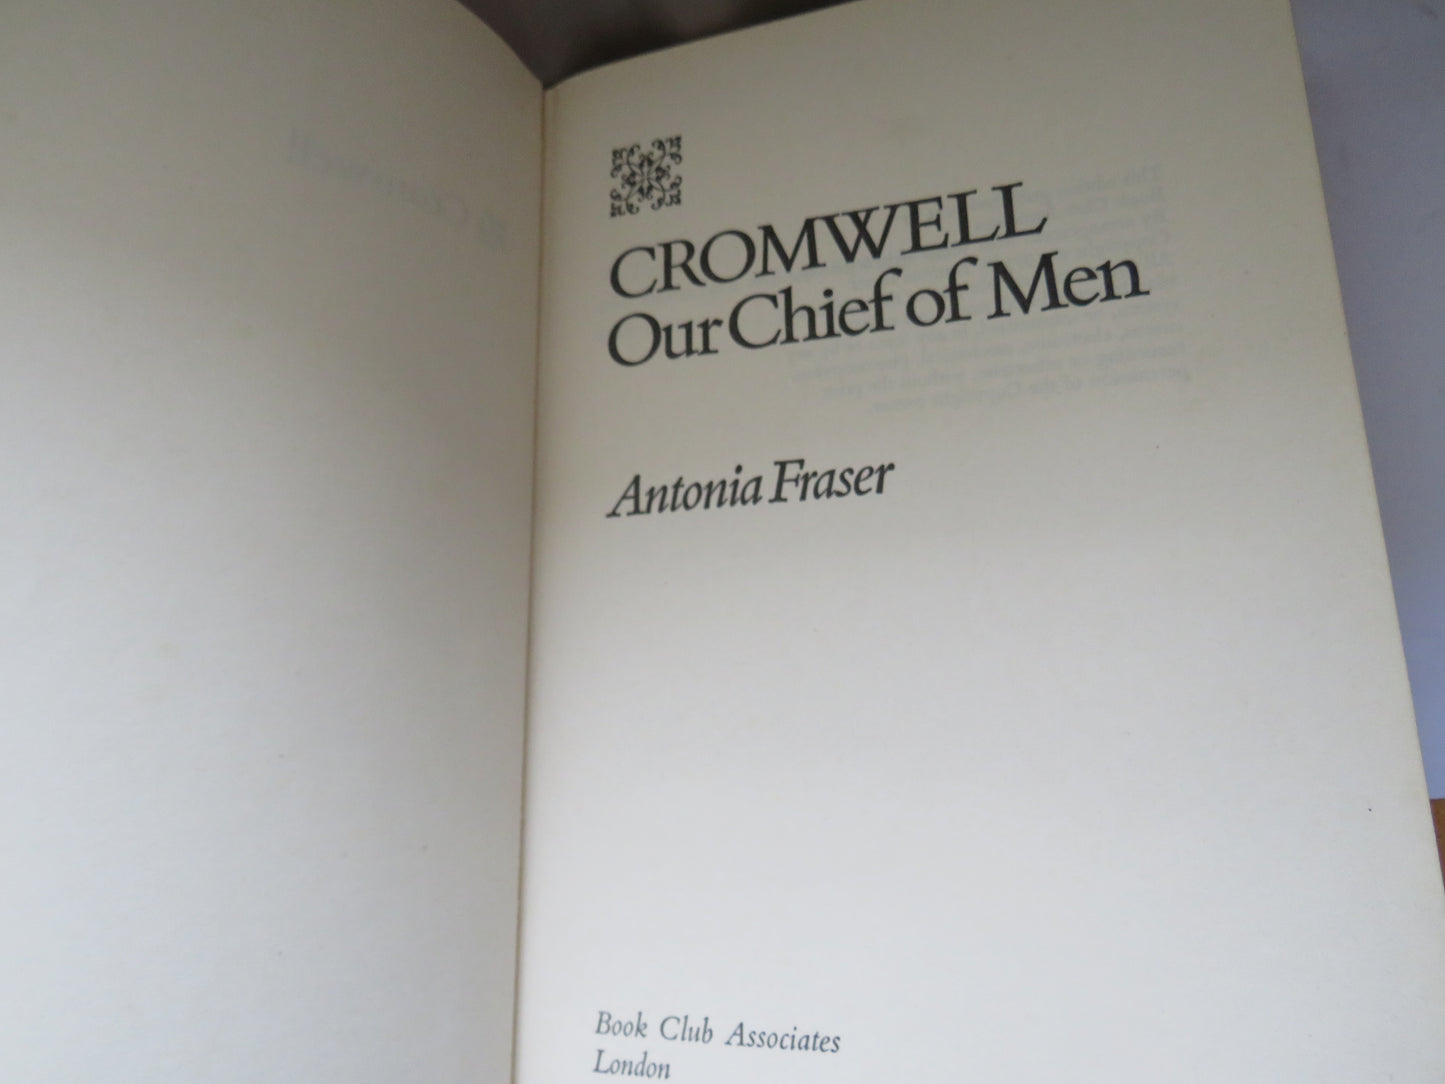 CROMWELL
Our Chief of Men
Antonia Fraser
Book Club Associates
London